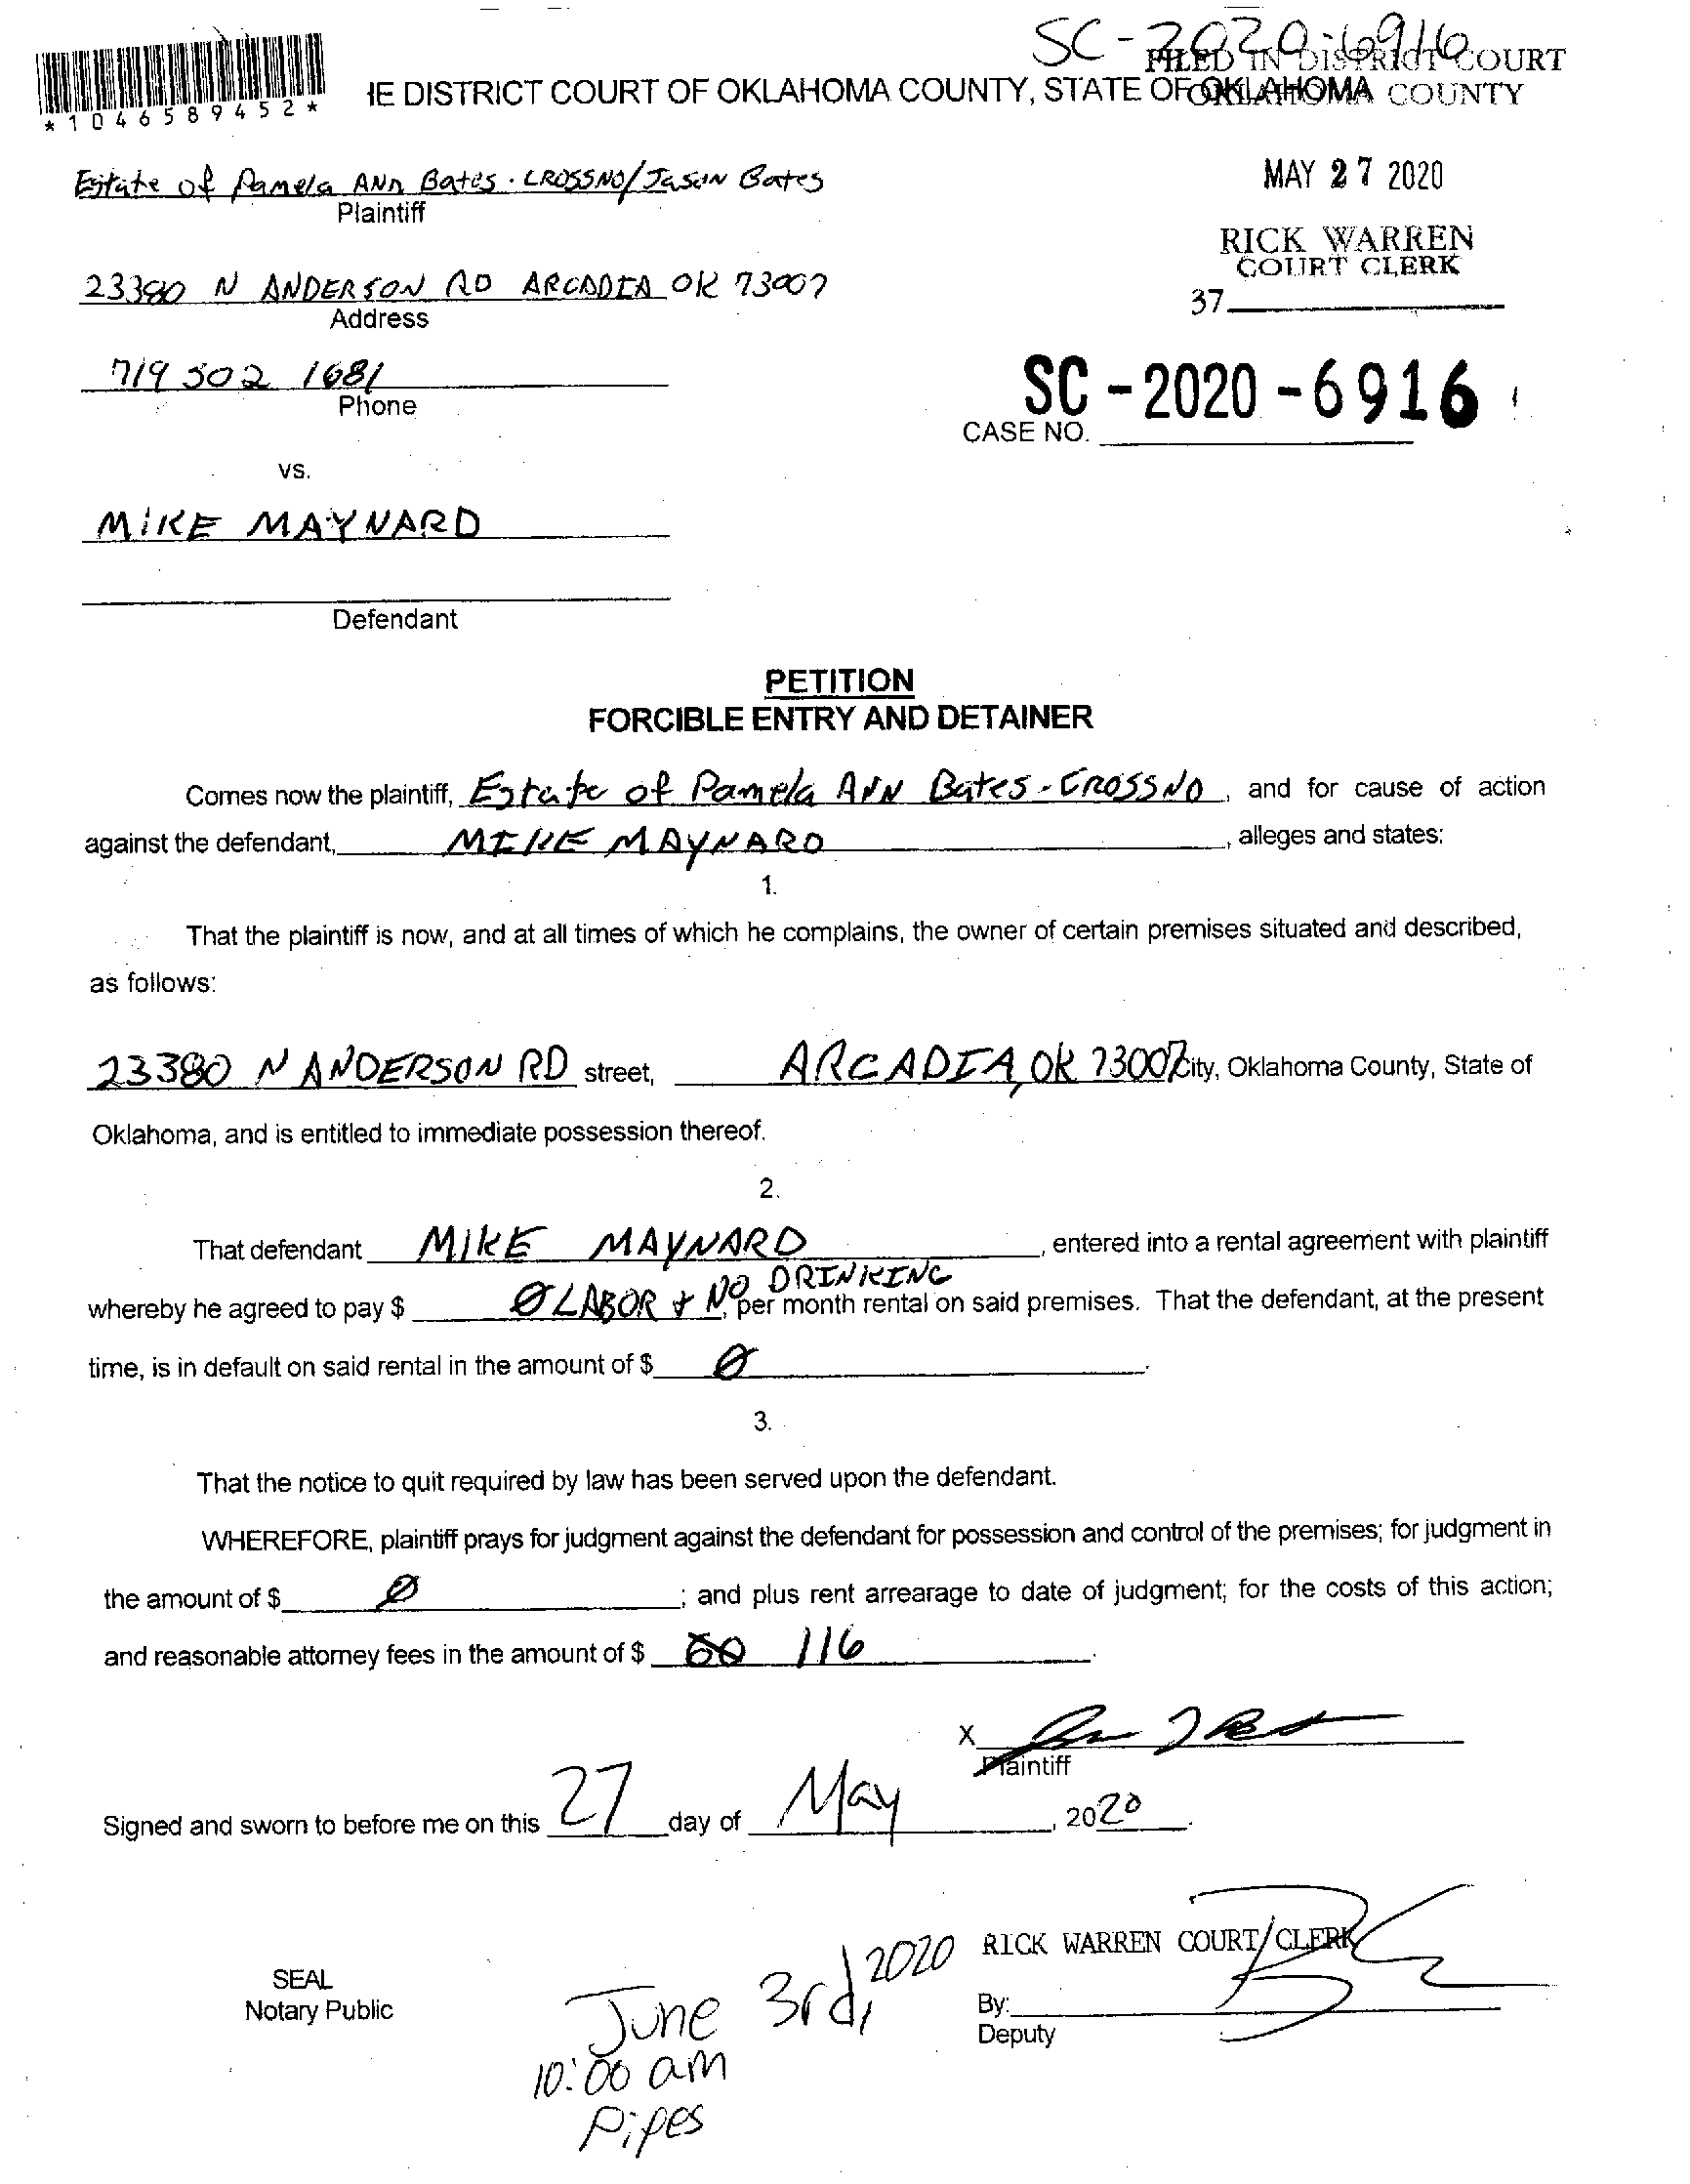 SC-2020-6916
FILED IN DISTRICT COURT
OKLAHOMA COUNTY
IE DISTRICT COURT OF OKLAHOMA COUNTY, STATE OF OKLAHOMA
*1046589452*
Estate of Pamela ANN Bates-CROSSNO/Jason Bates
Plaintiff
MAY 27 2020
RICK WARREN
COURT CLERK
37
23380 N ANDERSON RD ARCADIA OK 73007
Address
719 502 1681
Phone
SC-2020-6916
CASE NO.
vs.
MIKE MAYNARD
Defendant
PETITION
FORCIBLE ENTRY AND DETAINER
Comes now the plaintiff, Estate of Pamela ANN Bates-CROSSNO, and for cause of action
against the defendant, MIKE MAYNARD, alleges and states:
1.
That the plaintiff is now, and at all times of which he complains, the owner of certain premises situated and described,
as follows:
23380 N ANDERSON RD street, ARCADIA, OK 73007 City, Oklahoma County, State of
Oklahoma, and is entitled to immediate possession thereof.
2.
That defendant MIKE MAYNARD, entered into a rental agreement with plaintiff
whereby he agreed to pay $ Ø LABOR + NO DRINKING, per month rental on said premises. That the defendant, at the present
time, is in default on said rental in the amount of $ Ø.
3.
That the notice to quit required by law has been served upon the defendant.
WHEREFORE, plaintiff prays for judgment against the defendant for possession and control of the premises; for judgment in
the amount of $ Ø; and plus rent arrearage to date of judgment; for the costs of this action;
and reasonable attorney fees in the amount of $ 116.
X
Plaintiff
Signed and sworn to before me on this 27 day of May, 2020.
RICK WARREN COURT CLERK
SEAL
Notary Public
By:
Deputy
June 3rd, 2020
10:00 am
Pipes